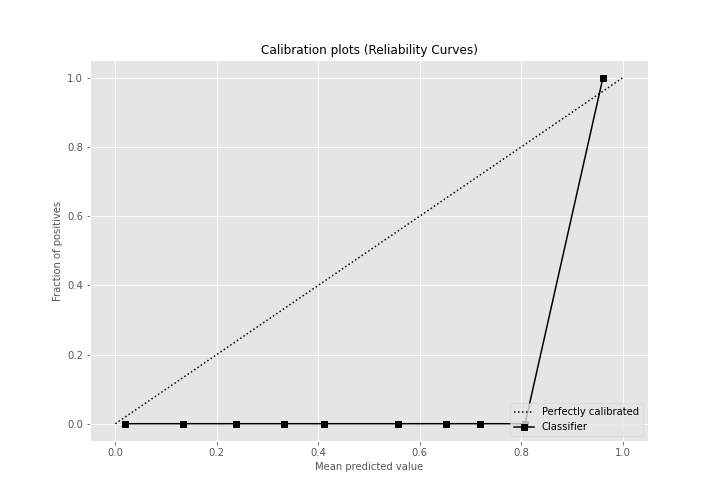 Calibration plots (Reliability Curves)
1.0
0.8
0.6
0.4
0.2
0.0
Fraction of positives
Perfectly calibrated
Classifier
0.0 0.2 0.4 0.6 0.8 1.0
Mean predicted value